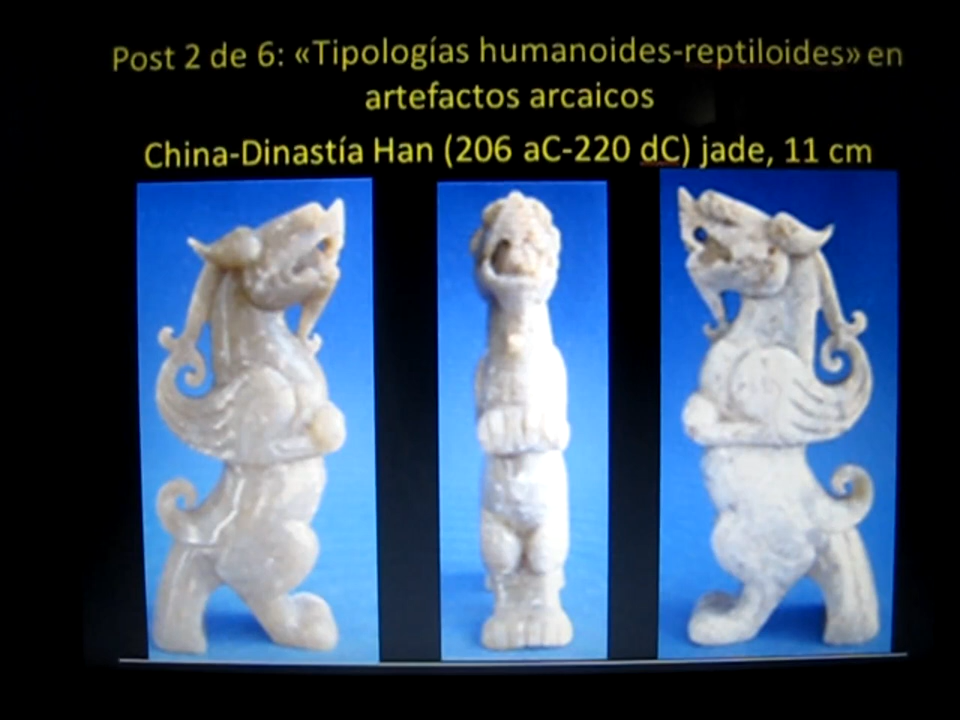 Post 2 de 6: «Tipologías humanoides-reptiloides» en
artefactos arcaicos
China-Dinastía Han (206 aC-220 dC) jade, 11 cm